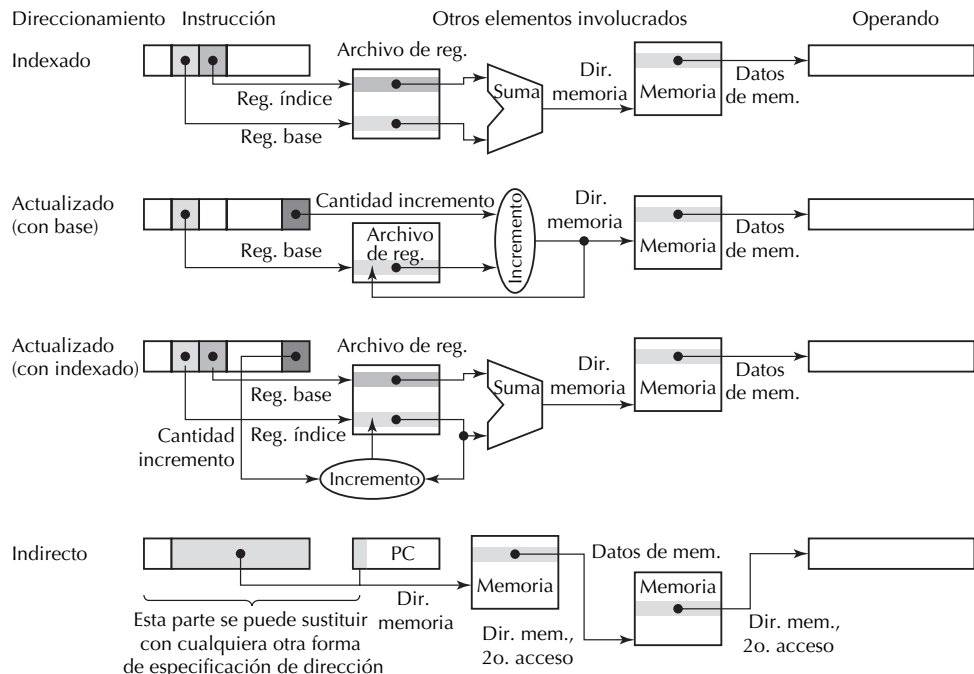 Direccionamiento Instrucción Otros elementos involucrados Operando
Indexado
Archivo de reg.
Reg. índice
Reg. base
Suma
Dir.
memoria
Memoria
Datos
de mem.
Actualizado
(con base)
Cantidad incremento
Reg. base
Archivo
de reg.
Incremento
Dir.
memoria
Memoria
Datos
de mem.
Actualizado
(con indexado)
Archivo de reg.
Reg. base
Reg. índice
Cantidad
incremento
Incremento
Suma
Dir.
memoria
Memoria
Datos
de mem.
Indirecto
PC
Dir.
memoria
Memoria
Datos de mem.
Memoria
Dir. mem.,
2o. acceso
Dir. mem.,
2o. acceso
Esta parte se puede sustituir
con cualquiera otra forma
de especificación de dirección